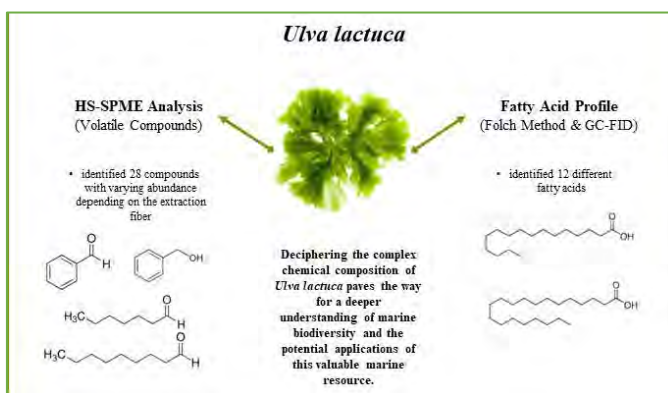 Ulva lactuca
HS-SPME Analysis
(Volatile Compounds)
• identified 28 compounds
with varying abundance
depending on the extraction
fiber
O
H
OH
H₃C
O
H
H₃C
O
H
Deciphering the complex
chemical composition of
Ulva lactuca paves the way
for a deeper
understanding of marine
biodiversity and the
potential applications of
this valuable marine
resource.
Fatty Acid Profile
(Folch Method & GC-FID)
• identified 12 different
fatty acids
O
OH
O
OH